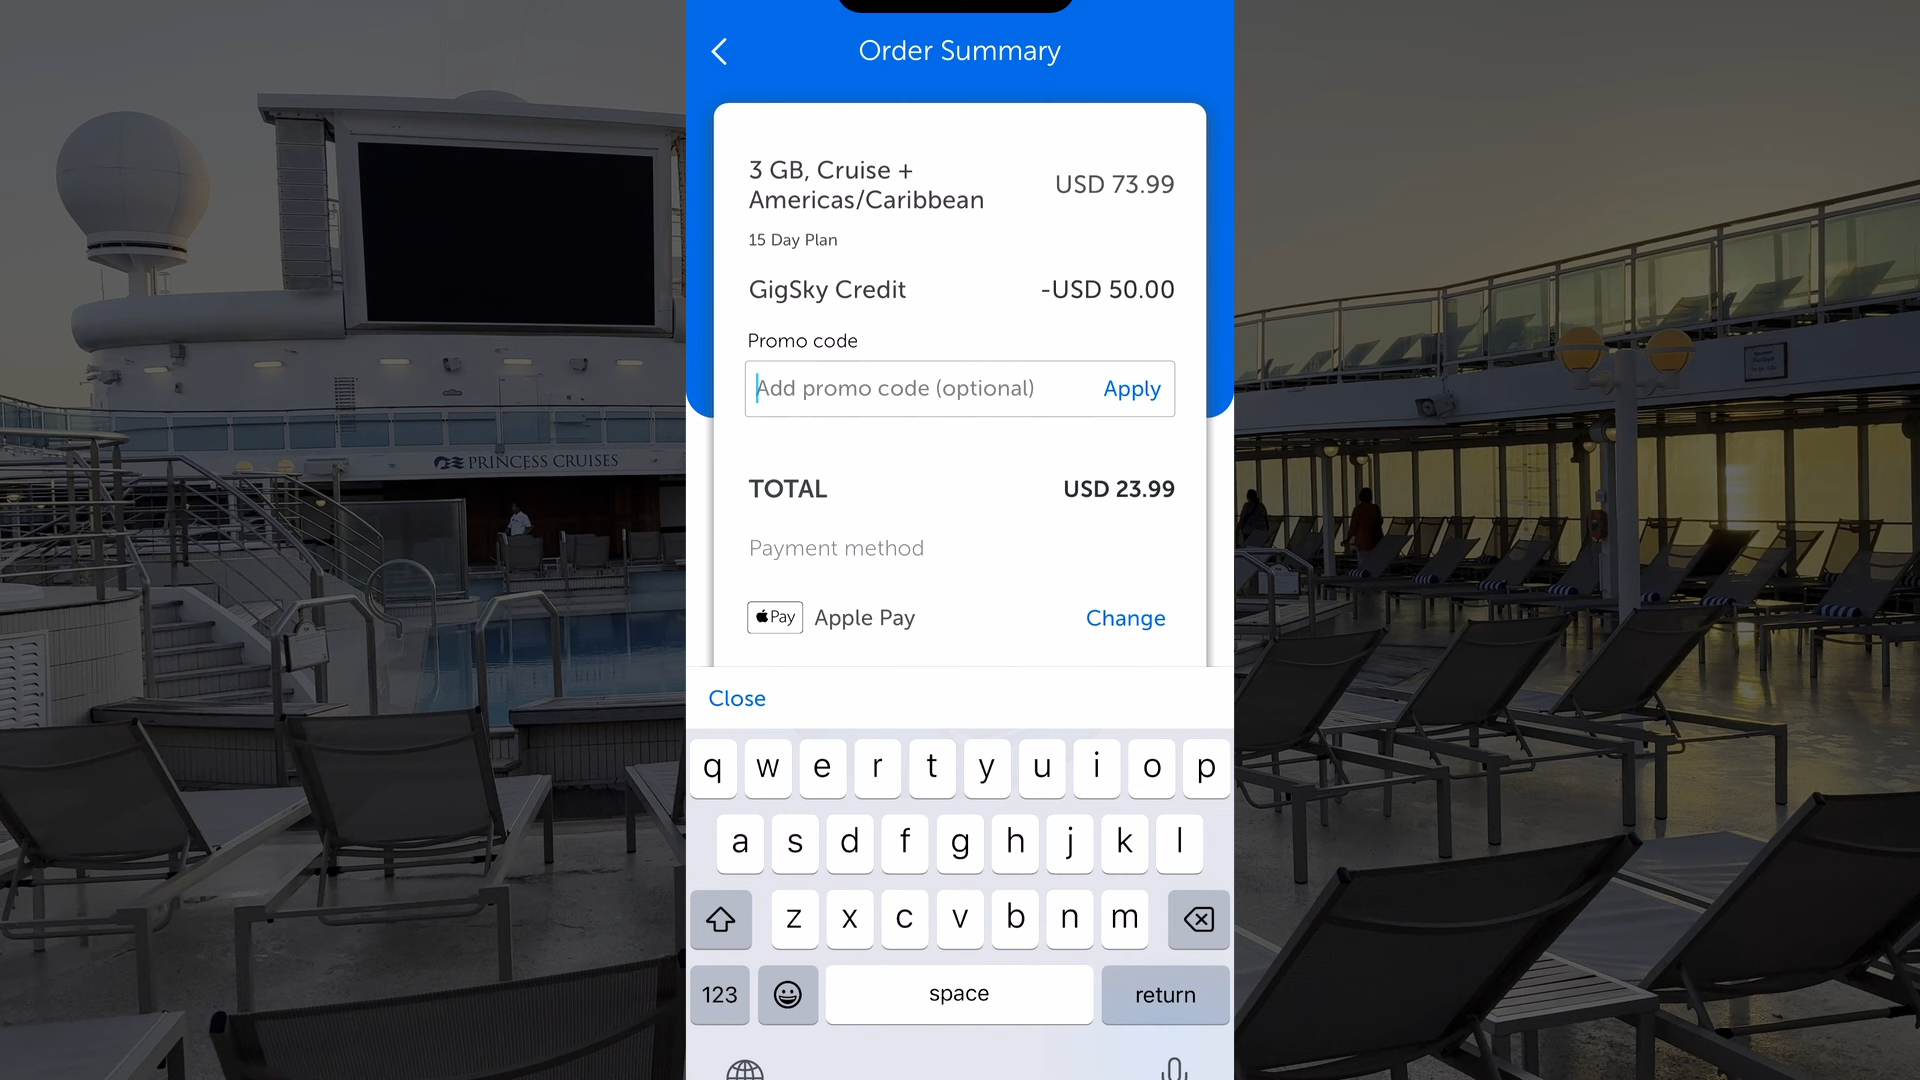 Order Summary
3 GB, Cruise +
Americas/Caribbean
USD 73.99
15 Day Plan
GigSky Credit
-USD 50.00
Promo code
Add promo code (optional)
Apply
TOTAL
USD 23.99
Payment method
Pay
Apple Pay
Change
Close
q w e r t y u i o p
a s d f g h j k l
z x c v b n m
123
space
return
PRINCESS CRUISES